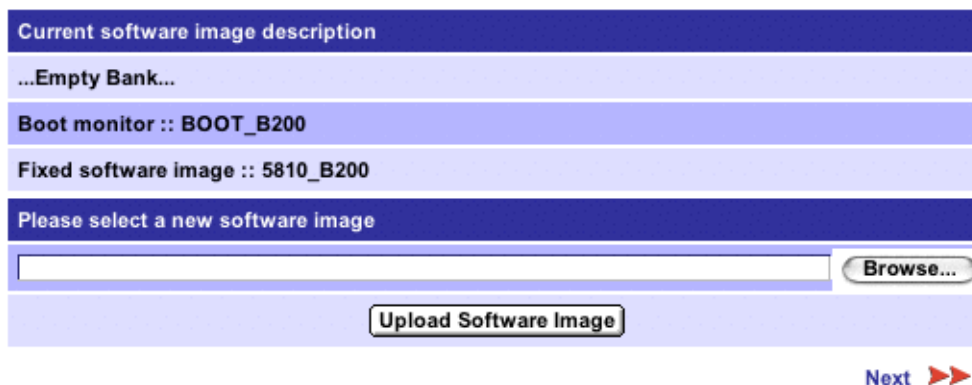 Current software image description
...Empty Bank...
Boot monitor :: BOOT_B200
Fixed software image :: 5810_B200
Please select a new software image
Browse...
Upload Software Image
Next